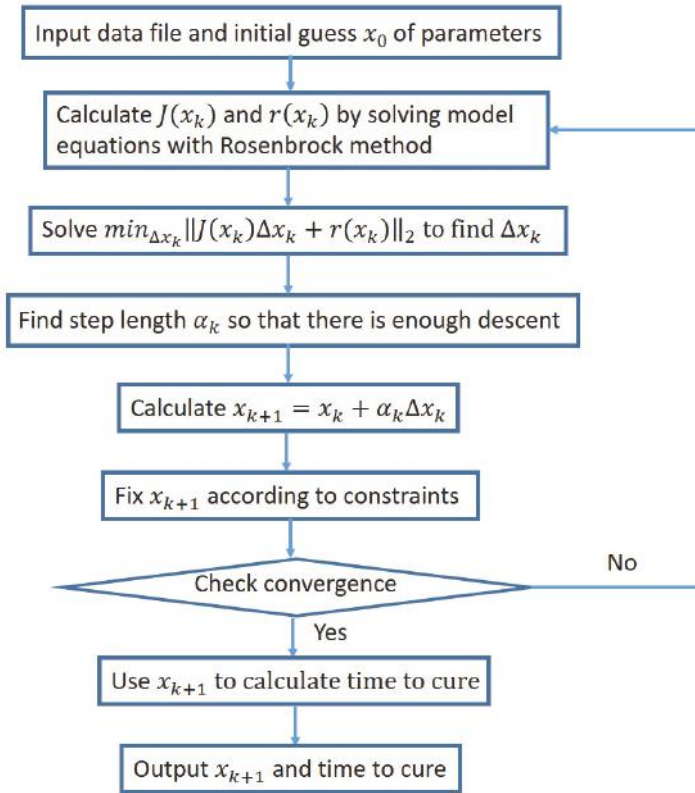 Input data file and initial guess x₀ of parameters
Calculate J(xₖ) and r(xₖ) by solving model
equations with Rosenbrock method
Solve min_{Δxₖ}‖J(xₖ)Δxₖ + r(xₖ)‖₂ to find Δxₖ
Find step length αₖ so that there is enough descent
Calculate xₖ₊₁ = xₖ + αₖΔxₖ
Fix xₖ₊₁ according to constraints
Check convergence
No
Yes
Use xₖ₊₁ to calculate time to cure
Output xₖ₊₁ and time to cure